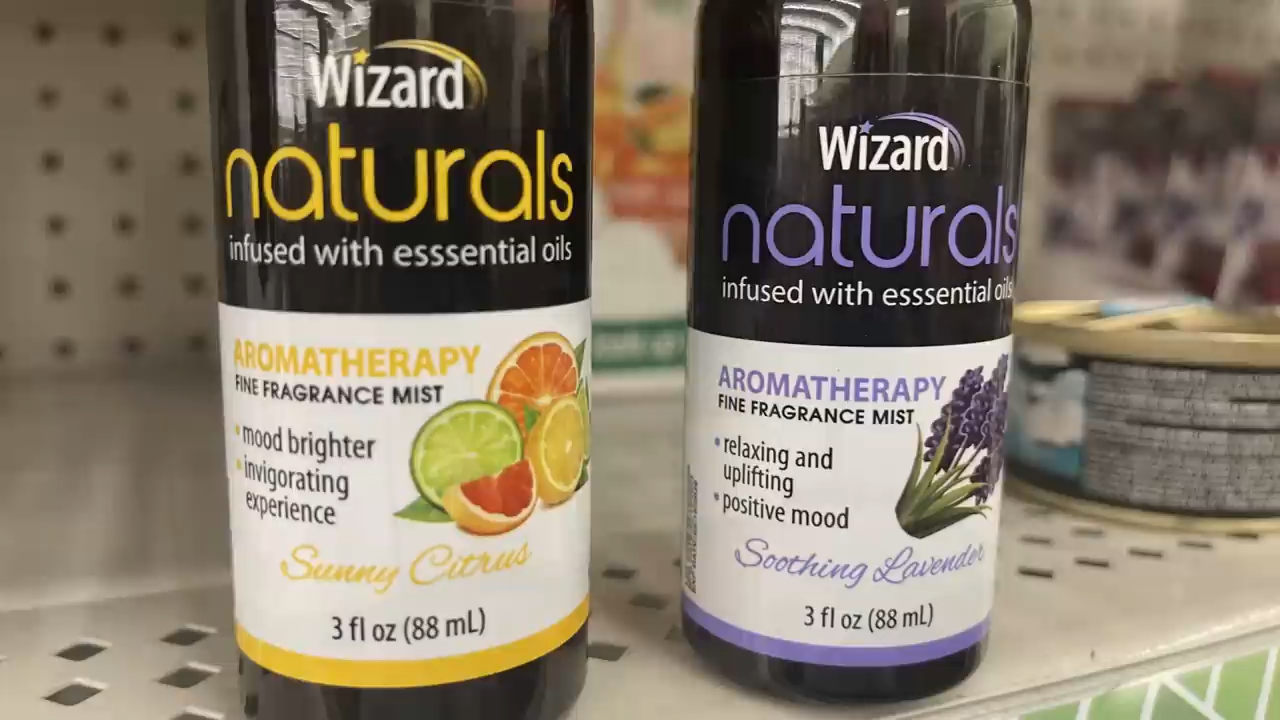 Wizard
naturals
infused with esssential oils
AROMATHERAPY
FINE FRAGRANCE MIST
• mood brighter
• invigorating
experience
Sunny Citrus
3 fl oz (88 mL)
Wizard
naturals
infused with esssential oils
AROMATHERAPY
FINE FRAGRANCE MIST
• relaxing and
uplifting
• positive mood
Soothing Lavender
3 fl oz (88 mL)